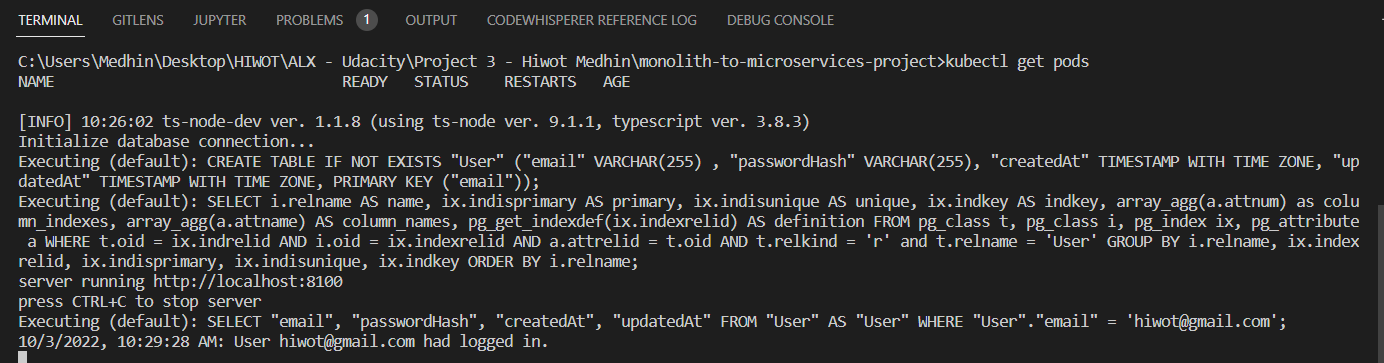 TERMINAL GITLENS JUPYTER PROBLEMS 1 OUTPUT CODEWHISPERER REFERENCE LOG DEBUG CONSOLE
C:\Users\Medhin\Desktop\HIWOT\ALX - Udacity\Project 3 - Hiwot Medhin\monolith-to-microservices-project>kubectl get pods
NAME READY STATUS RESTARTS AGE
[INFO] 10:26:02 ts-node-dev ver. 1.1.8 (using ts-node ver. 9.1.1, typescript ver. 3.8.3)
Initialize database connection...
Executing (default): CREATE TABLE IF NOT EXISTS "User" ("email" VARCHAR(255) , "passwordHash" VARCHAR(255), "createdAt" TIMESTAMP WITH TIME ZONE, "up
datedAt" TIMESTAMP WITH TIME ZONE, PRIMARY KEY ("email"));
Executing (default): SELECT i.relname AS name, ix.indisprimary AS primary, ix.indisunique AS unique, ix.indkey AS indkey, array_agg(a.attnum) as colu
mn_indexes, array_agg(a.attname) AS column_names, pg_get_indexdef(ix.indexrelid) AS definition FROM pg_class t, pg_class i, pg_index ix, pg_attribute
 a WHERE t.oid = ix.indrelid AND i.oid = ix.indexrelid AND a.attrelid = t.oid AND t.relkind = 'r' and t.relname = 'User' GROUP BY i.relname, ix.index
relid, ix.indisprimary, ix.indisunique, ix.indkey ORDER BY i.relname;
server running http://localhost:8100
press CTRL+C to stop server
Executing (default): SELECT "email", "passwordHash", "createdAt", "updatedAt" FROM "User" AS "User" WHERE "User"."email" = 'hiwot@gmail.com';
10/3/2022, 10:29:28 AM: User hiwot@gmail.com had logged in.